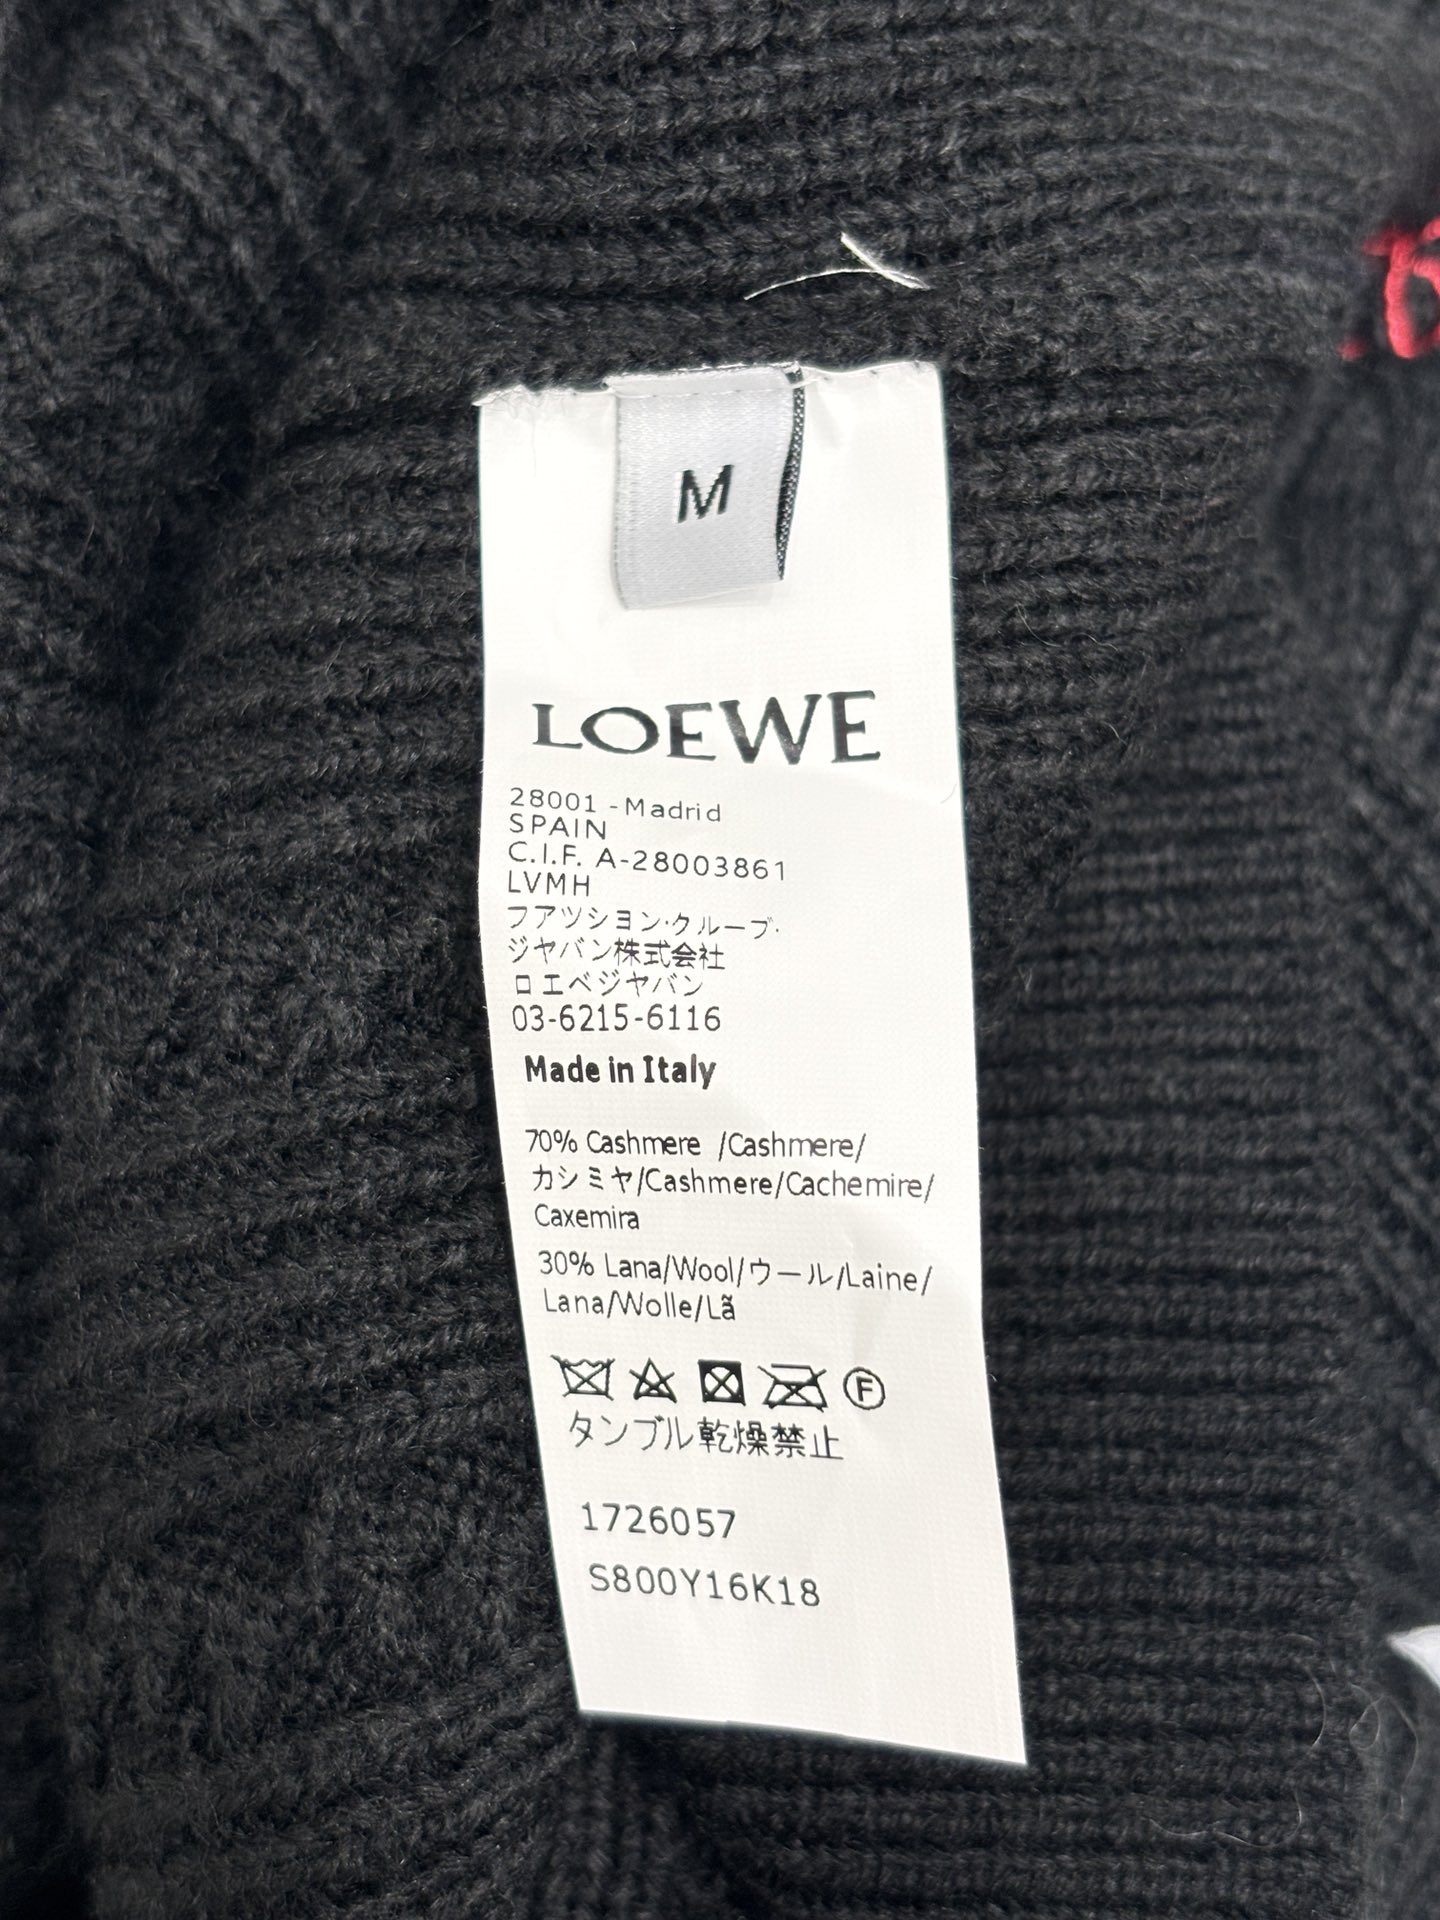 M
LOEWE
28001 - Madrid
SPAIN
C.I.F. A-28003861
LVMH
フアツシヨン·クループ·
ジヤバン株式会社
ロエベジヤバン
03-6215-6116
Made in Italy
70% Cashmere /Cashmere/
カシミヤ/Cashmere/Cachemire/
Caxemira
30% Lana/Wool/ウール/Laine/
Lana/Wolle/Lã
F
タンブル乾燥禁止
1726057
S800Y16K18